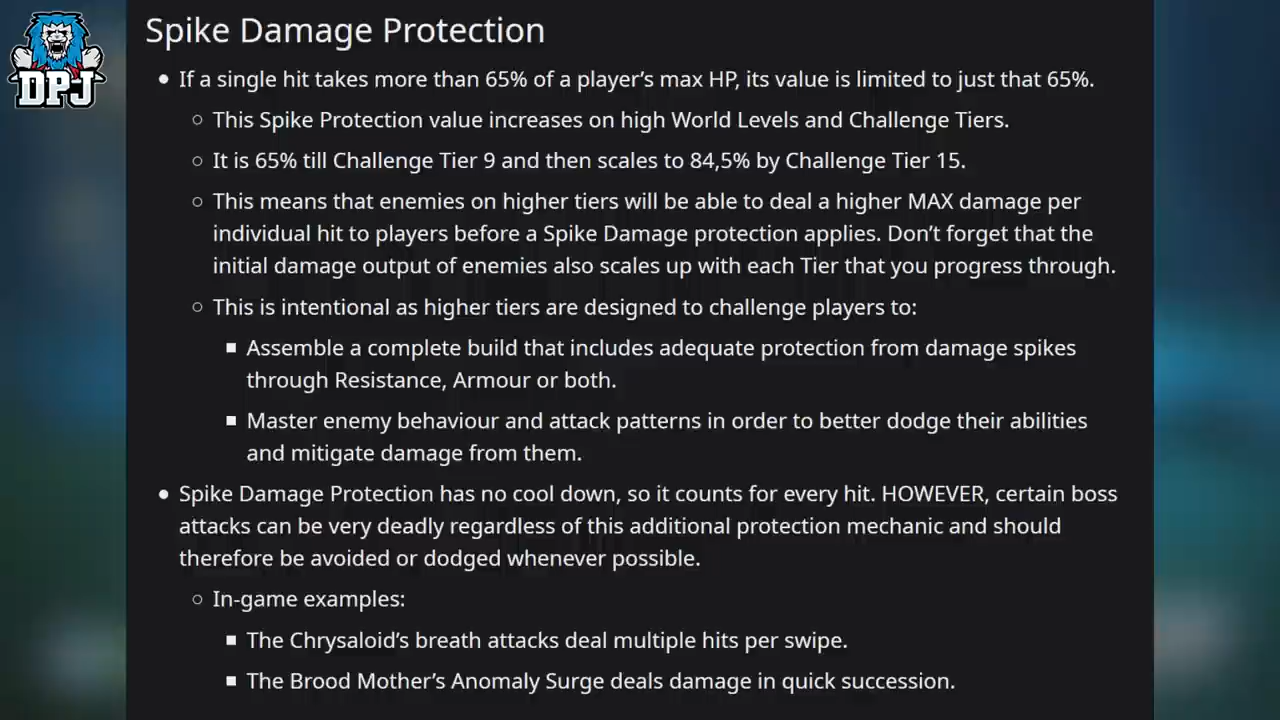 DPJ
Spike Damage Protection
● If a single hit takes more than 65% of a player's max HP, its value is limited to just that 65%.
○ This Spike Protection value increases on high World Levels and Challenge Tiers.
○ It is 65% till Challenge Tier 9 and then scales to 84,5% by Challenge Tier 15.
○ This means that enemies on higher tiers will be able to deal a higher MAX damage per
individual hit to players before a Spike Damage protection applies. Don't forget that the
initial damage output of enemies also scales up with each Tier that you progress through.
○ This is intentional as higher tiers are designed to challenge players to:
■ Assemble a complete build that includes adequate protection from damage spikes
through Resistance, Armour or both.
■ Master enemy behaviour and attack patterns in order to better dodge their abilities
and mitigate damage from them.
● Spike Damage Protection has no cool down, so it counts for every hit. HOWEVER, certain boss
attacks can be very deadly regardless of this additional protection mechanic and should
therefore be avoided or dodged whenever possible.
○ In-game examples:
■ The Chrysaloid's breath attacks deal multiple hits per swipe.
■ The Brood Mother's Anomaly Surge deals damage in quick succession.